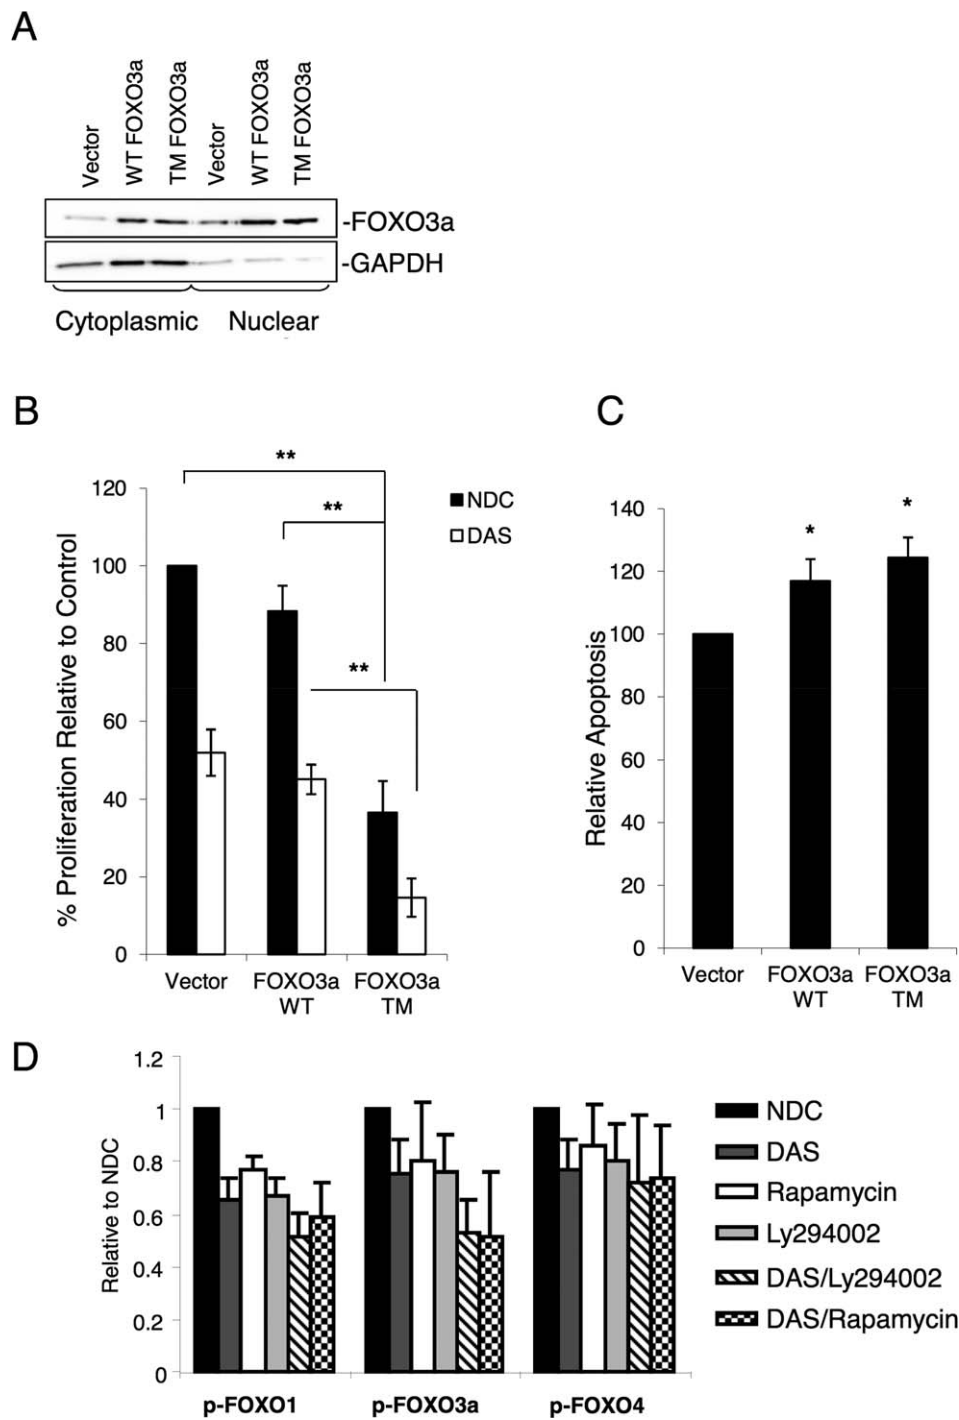 A
Vector
WT FOXO3a
TM FOXO3a
Vector
WT FOXO3a
TM FOXO3a
-FOXO3a
-GAPDH
Cytoplasmic Nuclear
B
**
**
**
NDC
DAS
% Proliferation Relative to Control
120
100
80
60
40
20
0
Vector
FOXO3a
WT
FOXO3a
TM
C
*
*
Relative Apoptosis
140
120
100
80
60
40
20
0
Vector
FOXO3a
WT
FOXO3a
TM
D
Relative to NDC
1.2
1
0.8
0.6
0.4
0.2
0
p-FOXO1
p-FOXO3a
p-FOXO4
NDC
DAS
Rapamycin
Ly294002
DAS/Ly294002
DAS/Rapamycin